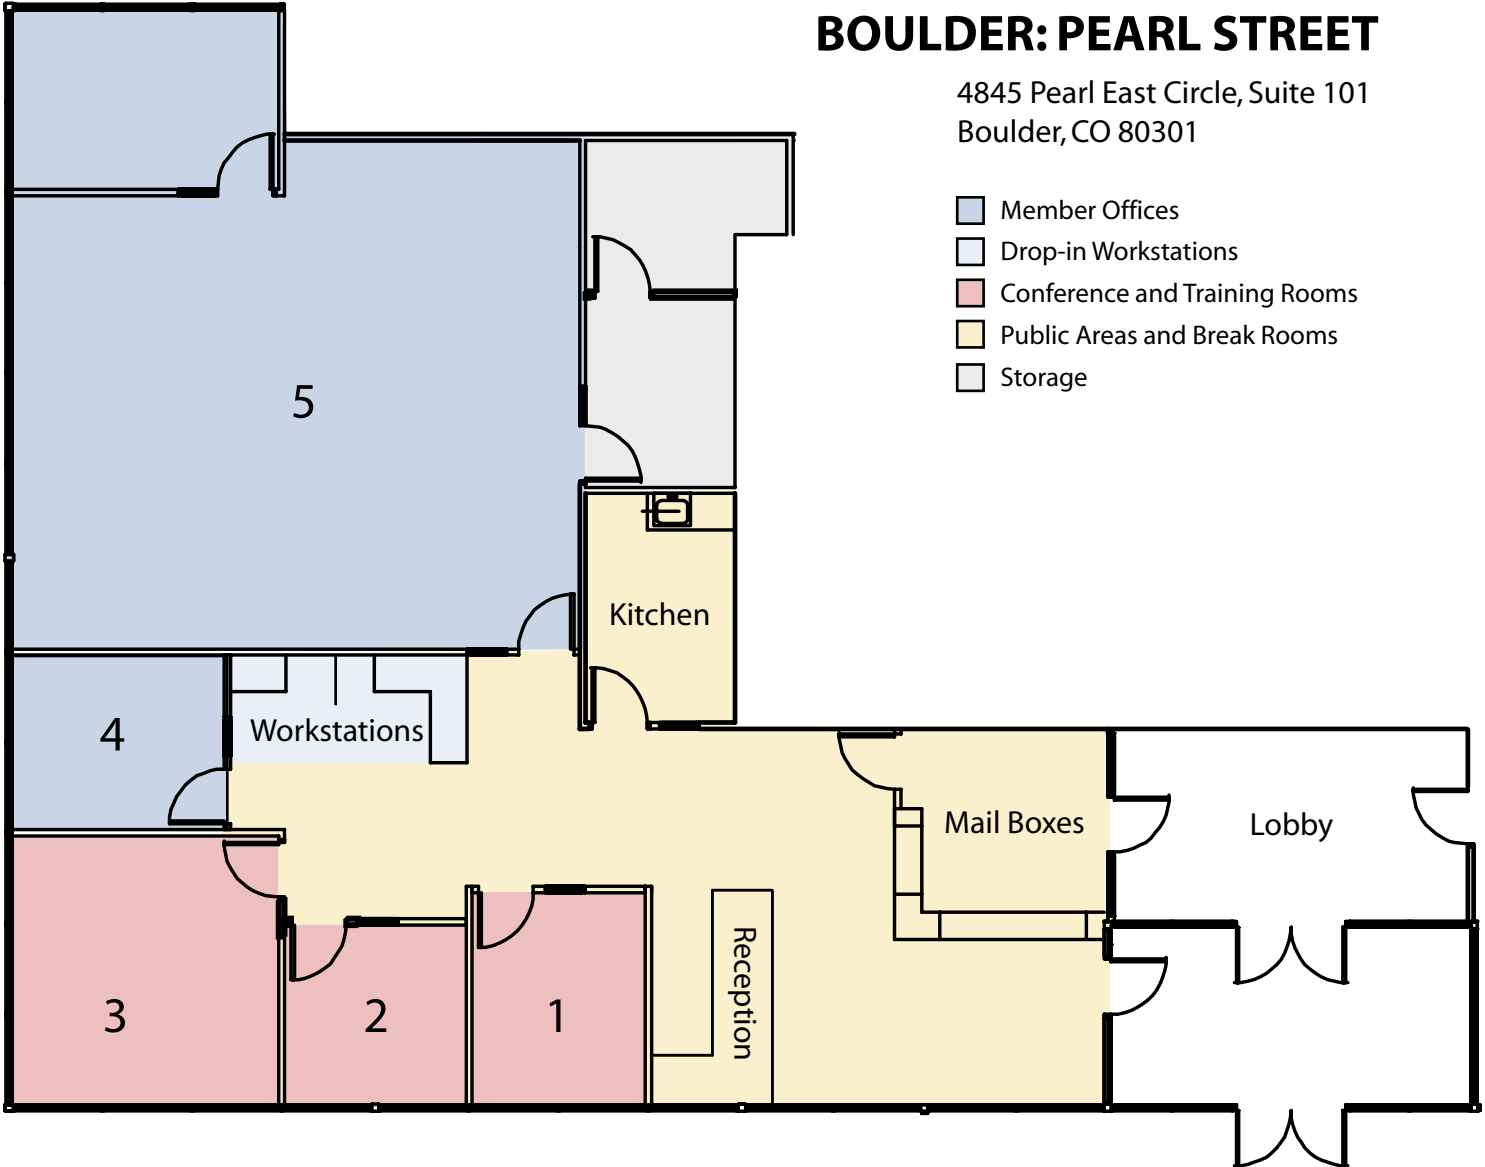 BOULDER: PEARL STREET
4845 Pearl East Circle, Suite 101
Boulder, CO 80301
Member Offices
Drop-in Workstations
Conference and Training Rooms
Public Areas and Break Rooms
Storage
5
Kitchen
4
Workstations
Mail Boxes
Lobby
3
2
1
Reception